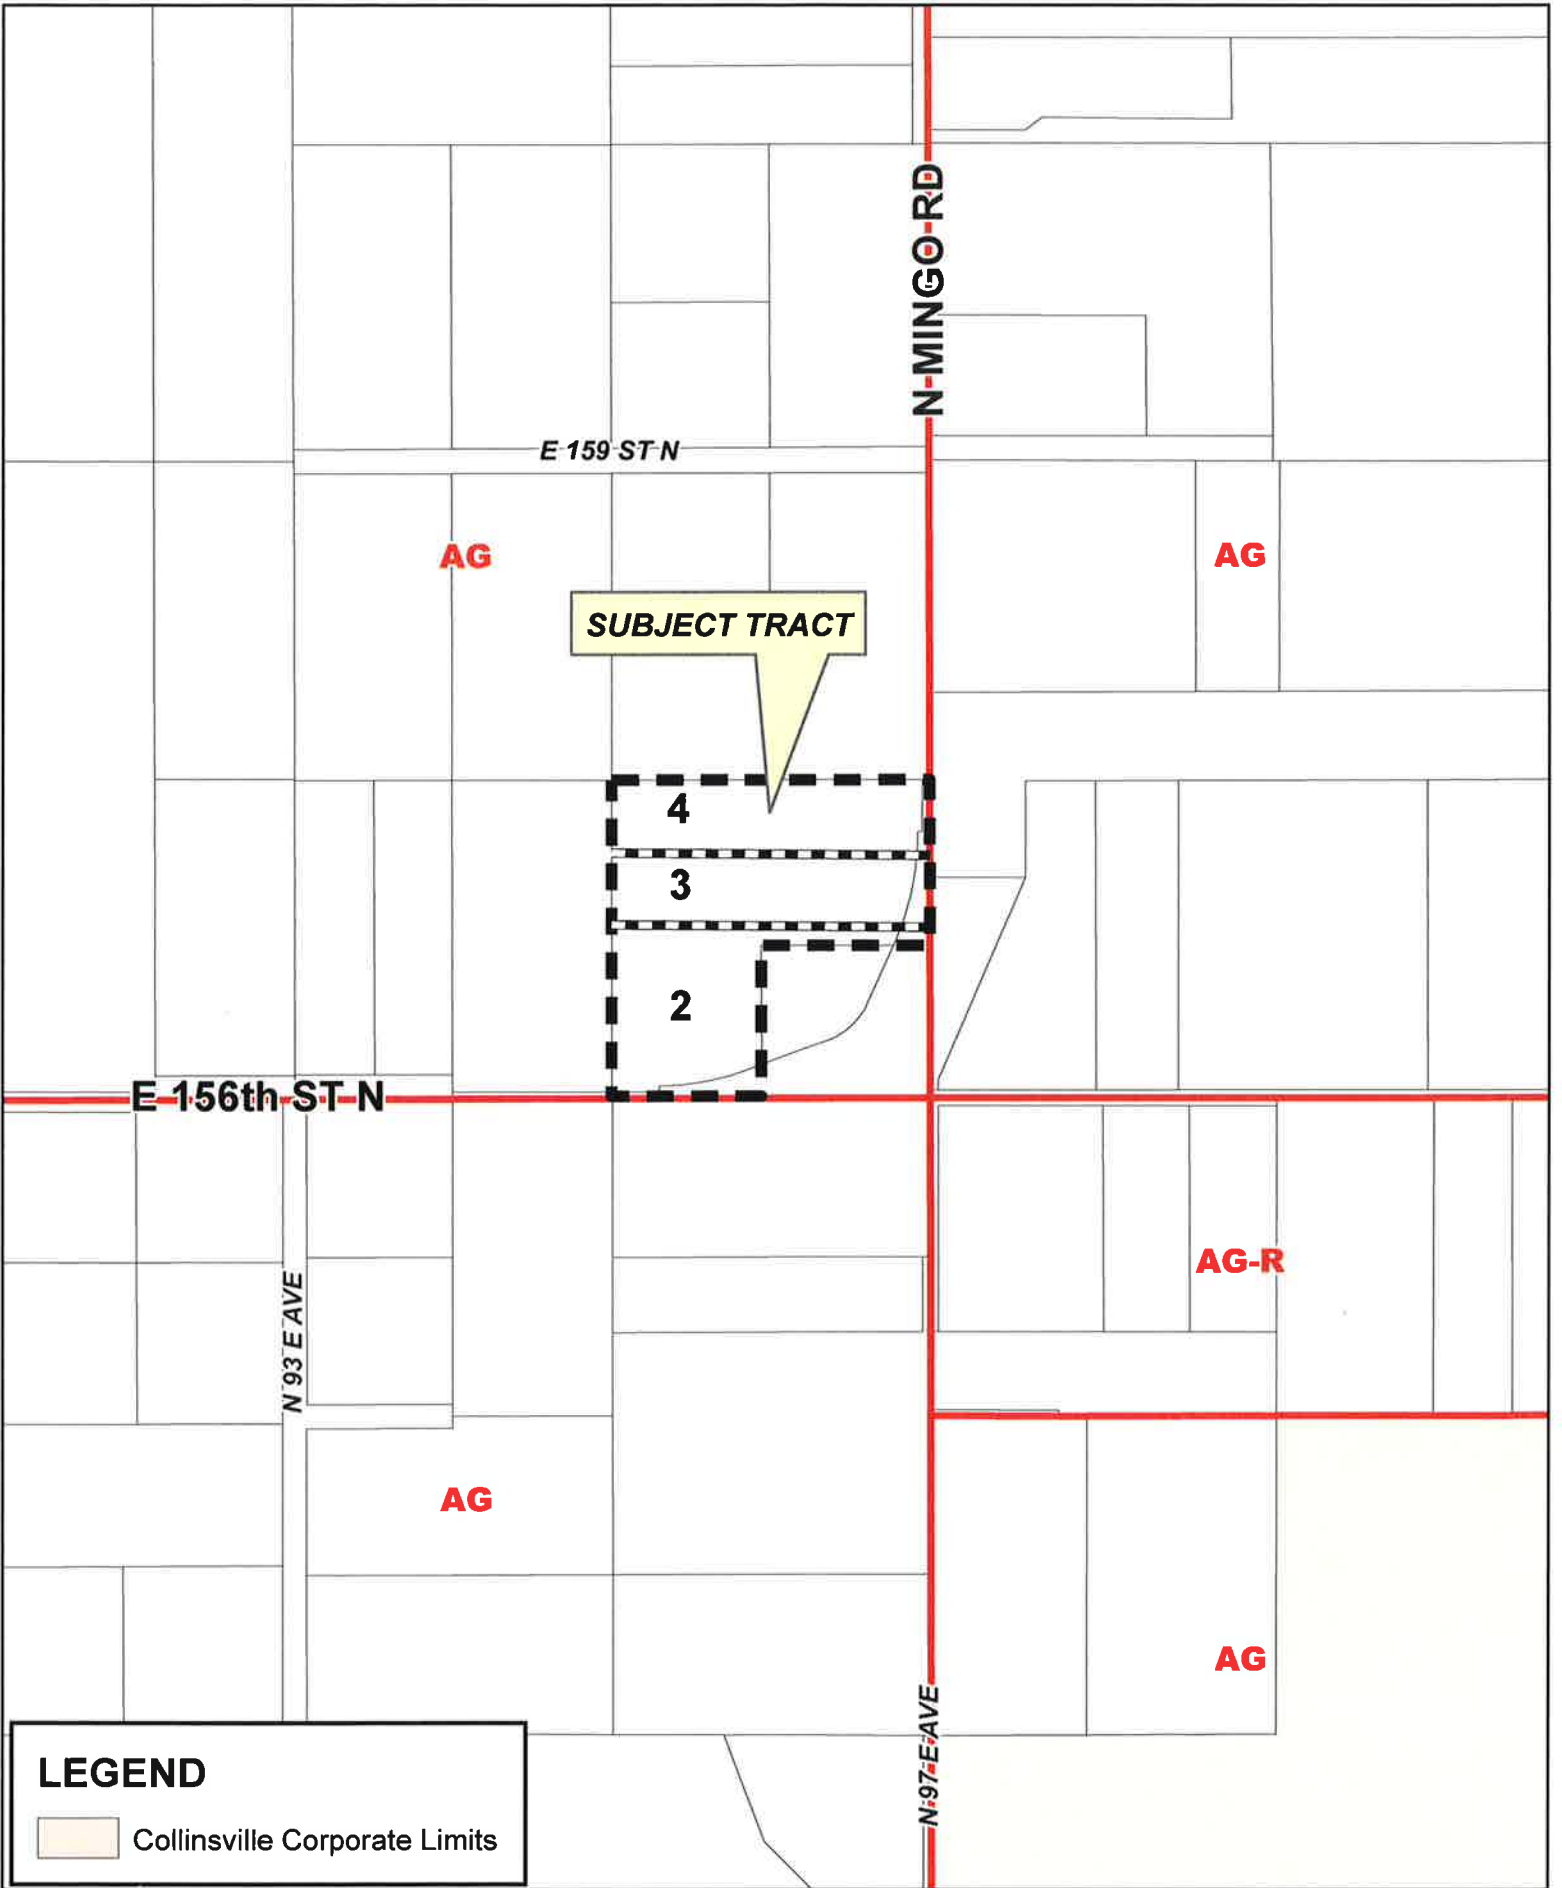 N MINGO RD
E 159 ST N
AG
AG
SUBJECT TRACT
4
3
2
E 156th ST N
AG-R
N 93 E AVE
AG
AG
N 97 E AVE
LEGEND
Collinsville Corporate Limits